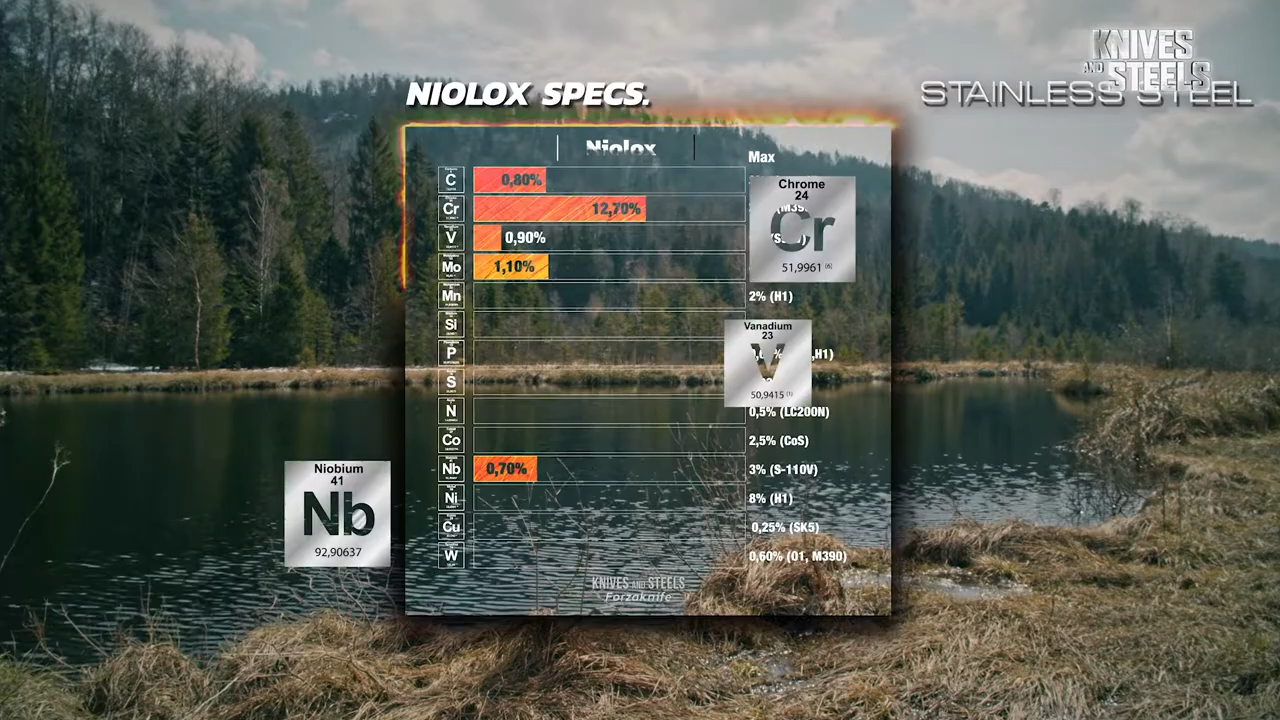 KNIVES
AND STEELS
STAINLESS STEEL
NIOLOX SPECS.
Niolox
Max
C 0,80%
Cr 12,70%
V 0,90%
Mo 1,10%
Mn 2% (H1)
Si
P ,H1)
S
N 0,5% (LC200N)
Co 2,5% (CoS)
Nb 0,70% 3% (S-110V)
Ni 8% (H1)
Cu 0,25% (SK5)
W 0,60% (O1, M390)
Chrome
24
Cr
51,9961 (6)
Vanadium
23
V
50,9415 (1)
Niobium
41
Nb
92,90637
KNIVES AND STEELS
Forzaknife